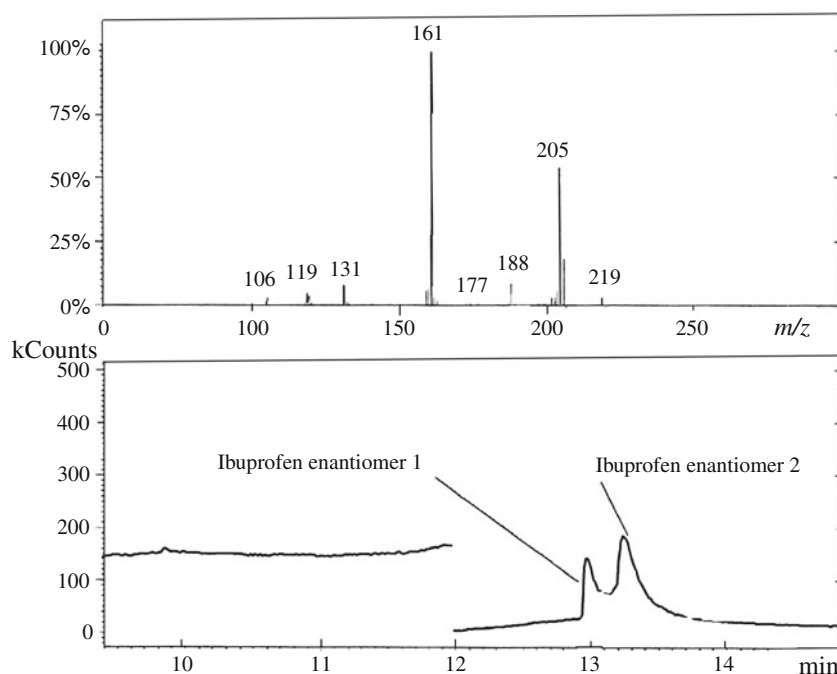 161
100%
75%
205
50%
25%
106 119 131 177 188 219
0%
0 100 150 200 250 m/z
kCounts
500
400
300
Ibuprofen enantiomer 1
Ibuprofen enantiomer 2
200
100
0
10 11 12 13 14 min